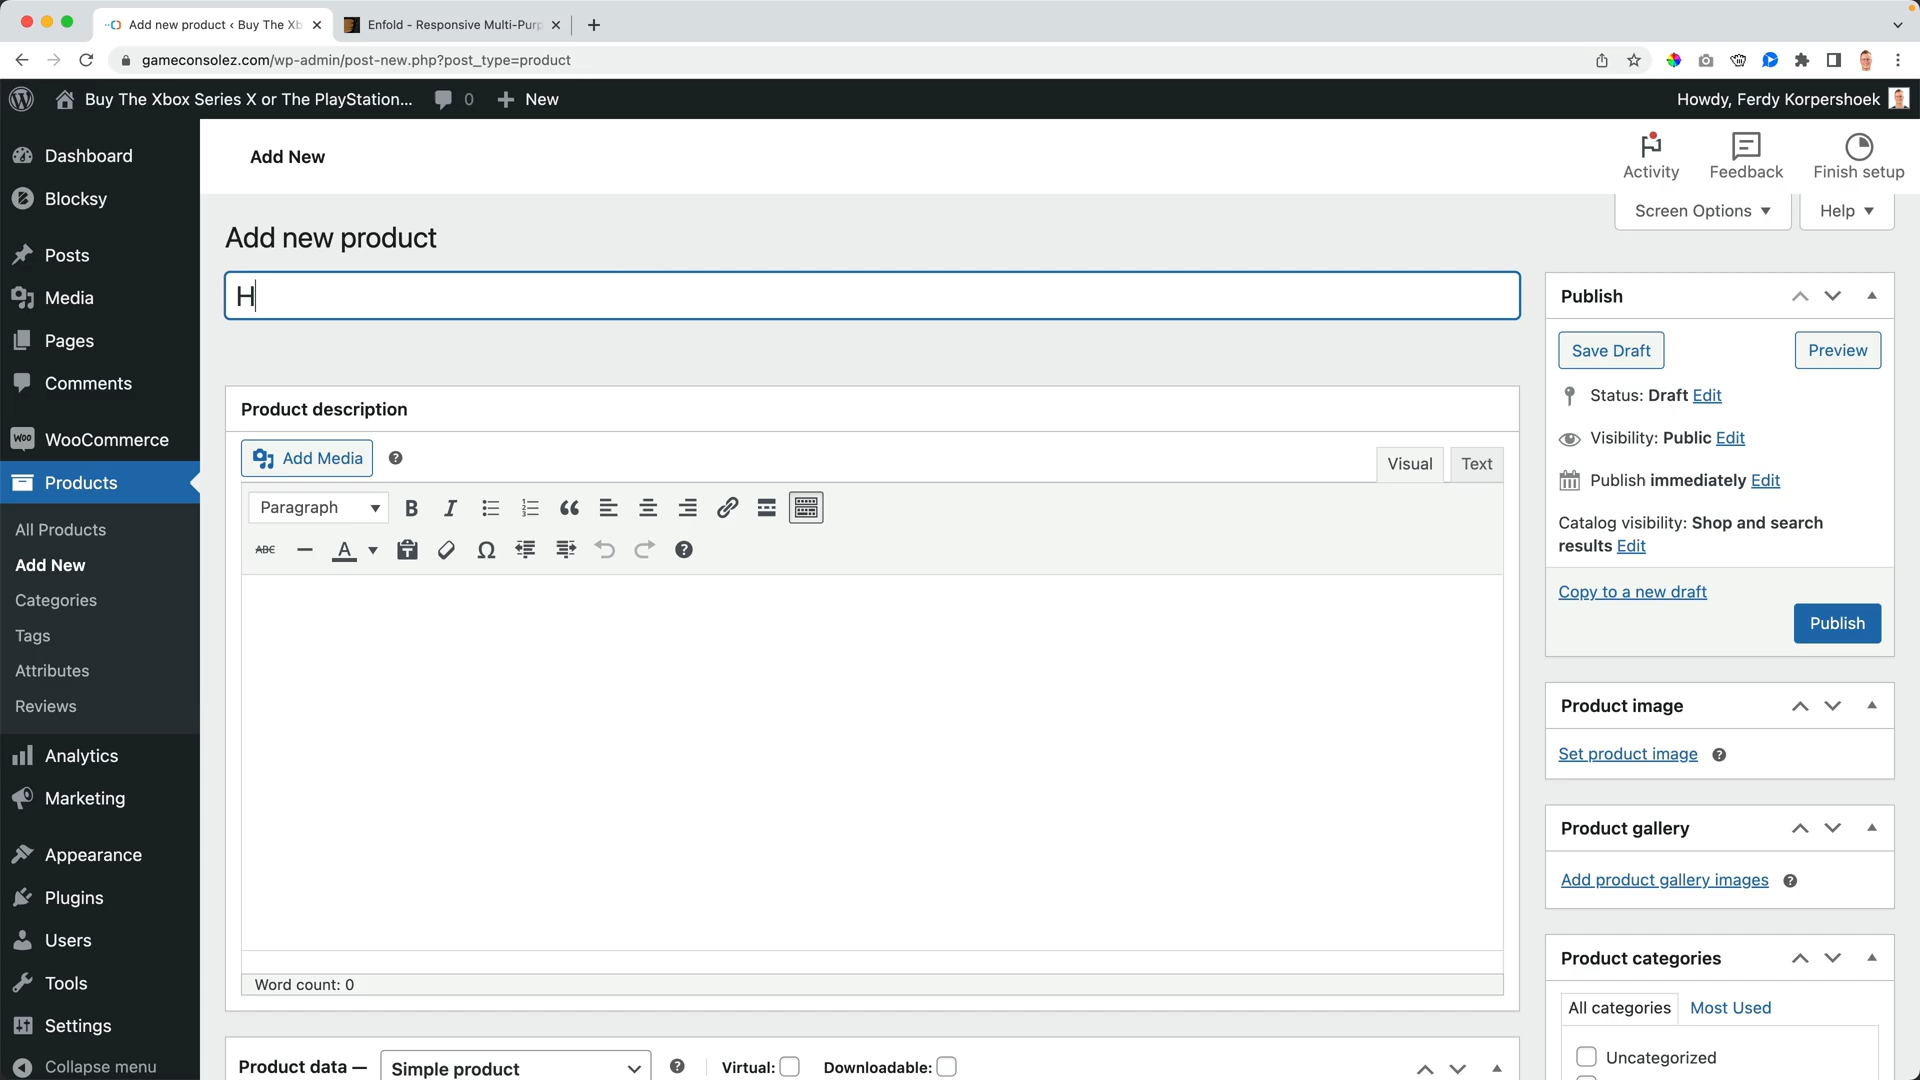 Add new product ‹ Buy The Xb
Enfold - Responsive Multi-Purp
gameconsolez.com/wp-admin/post-new.php?post_type=product
Buy The Xbox Series X or The PlayStation...
0
New
Howdy, Ferdy Korpershoek
Dashboard
Blocksy
Posts
Media
Pages
Comments
WOO WooCommerce
Products
All Products
Add New
Categories
Tags
Attributes
Reviews
Analytics
Marketing
Appearance
Plugins
Users
Tools
Settings
Collapse menu
Add New
Activity
Feedback
Finish setup
Screen Options
Help
Add new product
H
Product description
Add Media
Visual
Text
Paragraph
B
I
ABC
A
Ω
Word count: 0
Product data —
Simple product
Virtual:
Downloadable:
Publish
Save Draft
Preview
Status: Draft Edit
Visibility: Public Edit
Publish immediately Edit
Catalog visibility: Shop and search
results Edit
Copy to a new draft
Publish
Product image
Set product image
Product gallery
Add product gallery images
Product categories
All categories
Most Used
Uncategorized